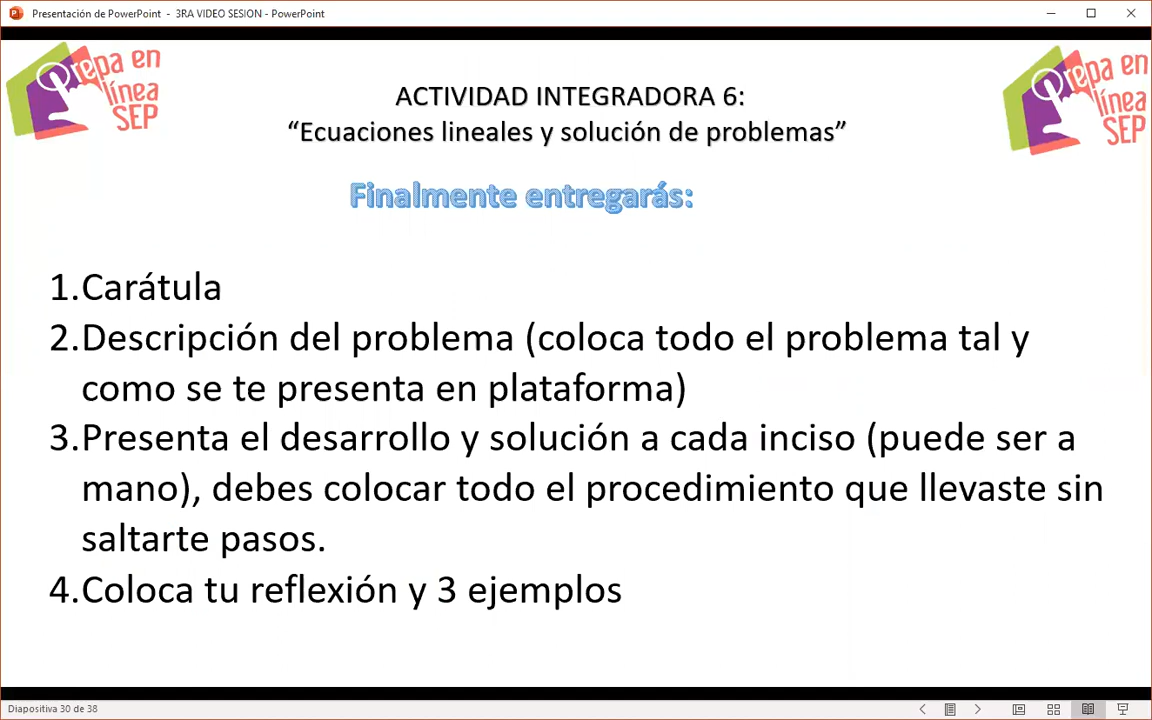 Presentación de PowerPoint - 3RA VIDEO SESION - PowerPoint
Prepa en
línea
SEP
Prepa en
línea
SEP
ACTIVIDAD INTEGRADORA 6:
“Ecuaciones lineales y solución de problemas”
Finalmente entregarás:
1.Carátula
2.Descripción del problema (coloca todo el problema tal y
como se te presenta en plataforma)
3.Presenta el desarrollo y solución a cada inciso (puede ser a
mano), debes colocar todo el procedimiento que llevaste sin
saltarte pasos.
4.Coloca tu reflexión y 3 ejemplos
Diapositiva 30 de 38